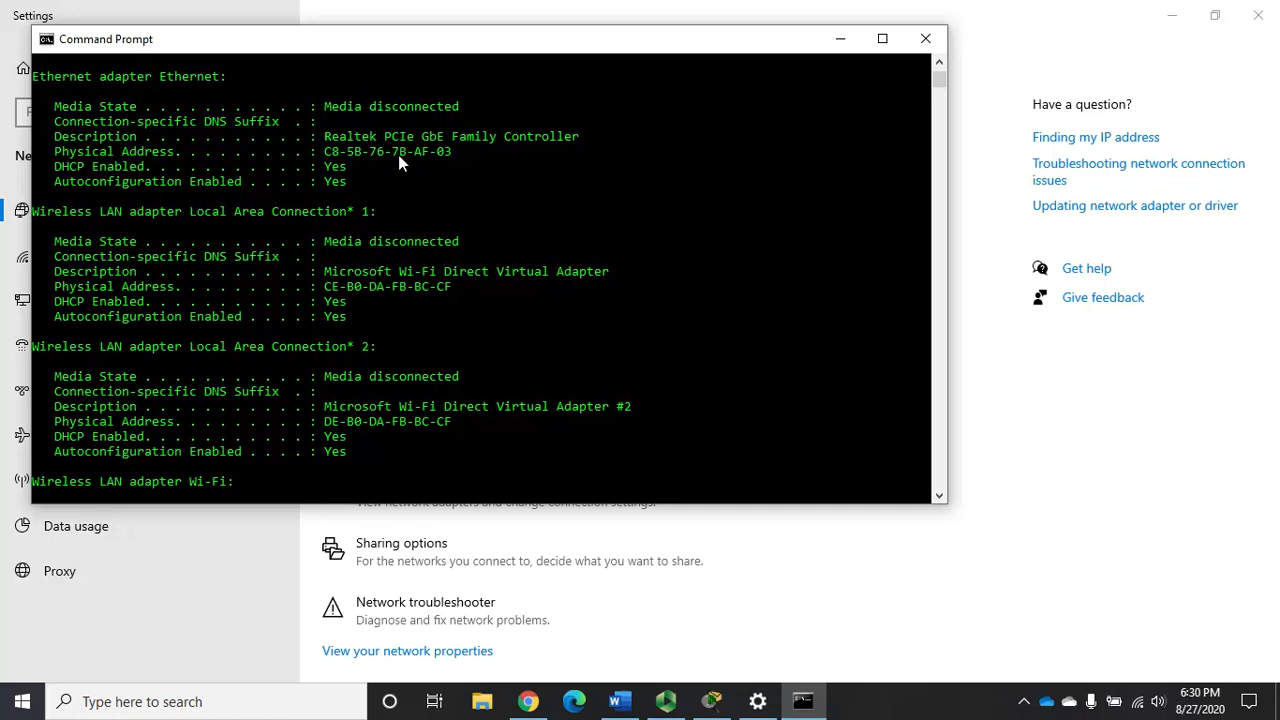 Settings
Command Prompt
Ethernet adapter Ethernet:
Media State . . . . . . . . . . . : Media disconnected
Connection-specific DNS Suffix  . :
Description . . . . . . . . . . . : Realtek PCIe GbE Family Controller
Physical Address. . . . . . . . . : C8-5B-76-7B-AF-03
DHCP Enabled. . . . . . . . . . . : Yes
Autoconfiguration Enabled . . . . : Yes
Wireless LAN adapter Local Area Connection* 1:
Media State . . . . . . . . . . . : Media disconnected
Connection-specific DNS Suffix  . :
Description . . . . . . . . . . . : Microsoft Wi-Fi Direct Virtual Adapter
Physical Address. . . . . . . . . : CE-B0-DA-FB-BC-CF
DHCP Enabled. . . . . . . . . . . : Yes
Autoconfiguration Enabled . . . . : Yes
Wireless LAN adapter Local Area Connection* 2:
Media State . . . . . . . . . . . : Media disconnected
Connection-specific DNS Suffix  . :
Description . . . . . . . . . . . : Microsoft Wi-Fi Direct Virtual Adapter #2
Physical Address. . . . . . . . . : DE-B0-DA-FB-BC-CF
DHCP Enabled. . . . . . . . . . . : Yes
Autoconfiguration Enabled . . . . : Yes
Wireless LAN adapter Wi-Fi:
Data usage
Proxy
View network adapters and change connection settings.
Sharing options
For the networks you connect to, decide what you want to share.
Network troubleshooter
Diagnose and fix network problems.
View your network properties
Have a question?
Finding my IP address
Troubleshooting network connection
issues
Updating network adapter or driver
Get help
Give feedback
Type here to search
6:30 PM
8/27/2020